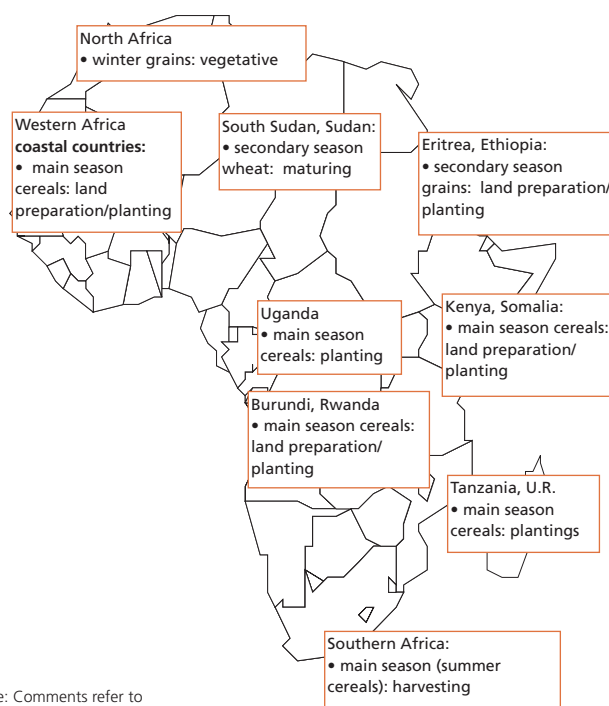 North Africa
• winter grains: vegetative
Western Africa
coastal countries:
• main season
cereals: land
preparation/planting
South Sudan, Sudan:
• secondary season
wheat: maturing
Eritrea, Ethiopia:
• secondary season
grains: land preparation/
planting
Uganda
• main season
cereals: planting
Kenya, Somalia:
• main season cereals:
land preparation/
planting
Burundi, Rwanda
• main season cereals:
land preparation/
planting
Tanzania, U.R.
• main season
cereals: plantings
Southern Africa:
• main season (summer
cereals): harvesting
e: Comments refer to